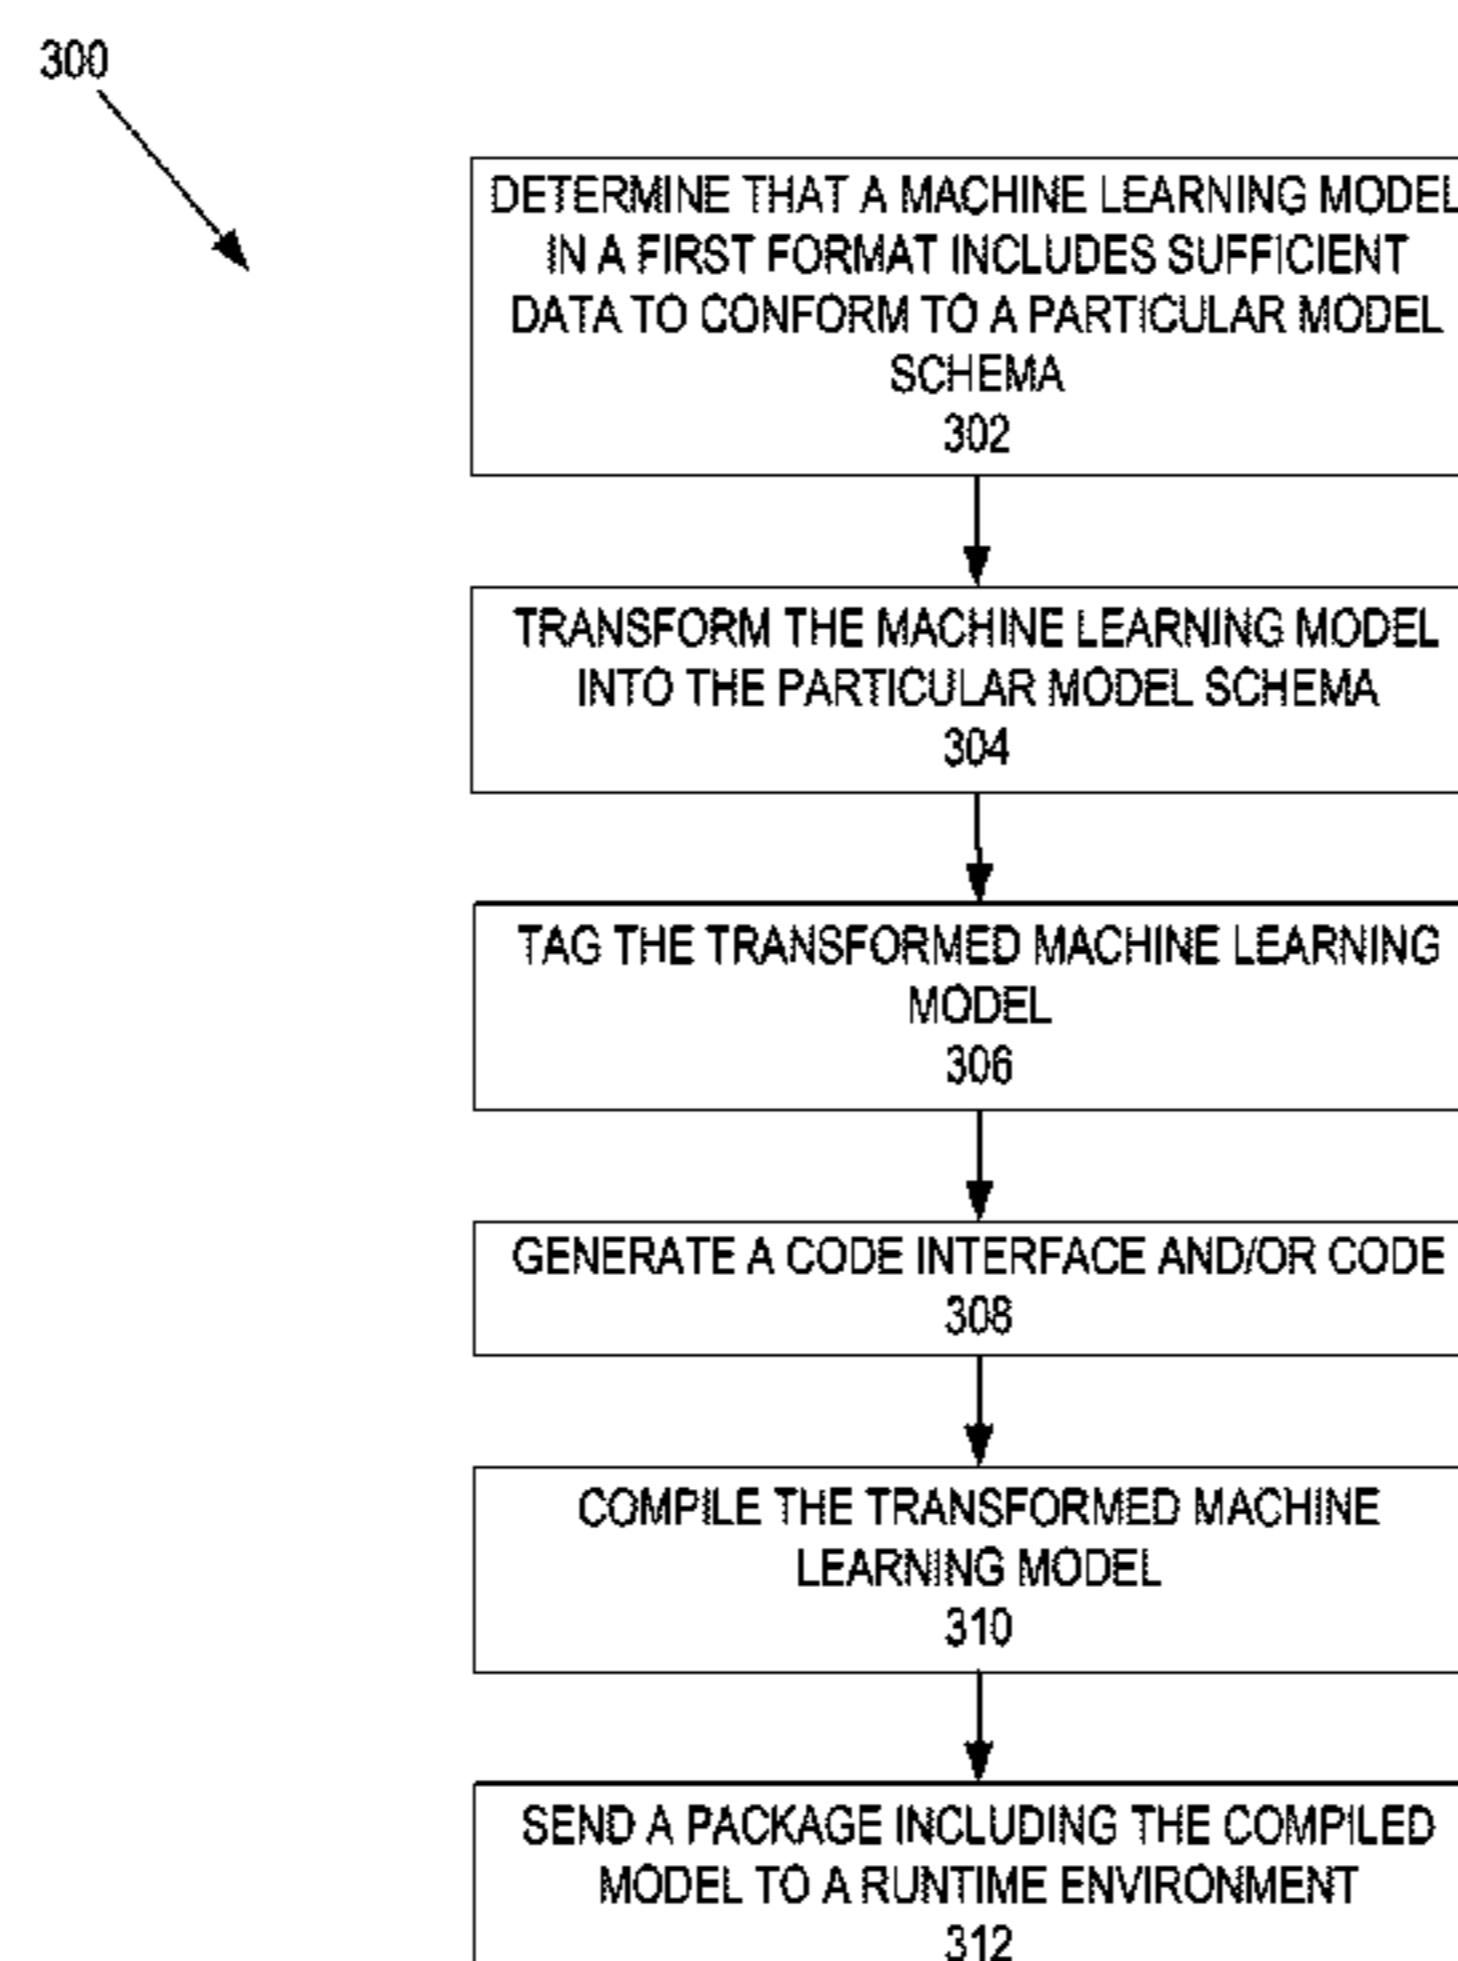 300
DETERMINE THAT A MACHINE LEARNING MODEL
IN A FIRST FORMAT INCLUDES SUFFICIENT
DATA TO CONFORM TO A PARTICULAR MODEL
SCHEMA
302
TRANSFORM THE MACHINE LEARNING MODEL
INTO THE PARTICULAR MODEL SCHEMA
304
TAG THE TRANSFORMED MACHINE LEARNING
MODEL
306
GENERATE A CODE INTERFACE AND/OR CODE
308
COMPILE THE TRANSFORMED MACHINE
LEARNING MODEL
310
SEND A PACKAGE INCLUDING THE COMPILED
MODEL TO A RUNTIME ENVIRONMENT
312